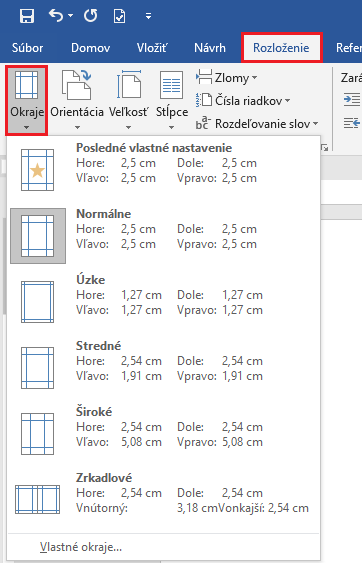 Súbor Domov Vložiť Návrh Rozloženie Refer
Okraje Orientácia Veľkosť Stĺpce
Zlomy
Čísla riadkov
Rozdeľovanie slov
Zará
Posledné vlastné nastavenie
Hore: 2,5 cm Dole: 2,5 cm
Vľavo: 2,5 cm Vpravo: 2,5 cm
Normálne
Hore: 2,5 cm Dole: 2,5 cm
Vľavo: 2,5 cm Vpravo: 2,5 cm
Úzke
Hore: 1,27 cm Dole: 1,27 cm
Vľavo: 1,27 cm Vpravo: 1,27 cm
Stredné
Hore: 2,54 cm Dole: 2,54 cm
Vľavo: 1,91 cm Vpravo: 1,91 cm
Široké
Hore: 2,54 cm Dole: 2,54 cm
Vľavo: 5,08 cm Vpravo: 5,08 cm
Zrkadlové
Hore: 2,54 cm Dole: 2,54 cm
Vnútorný: 3,18 cm Vonkajší: 2,54 cm
Vlastné okraje...